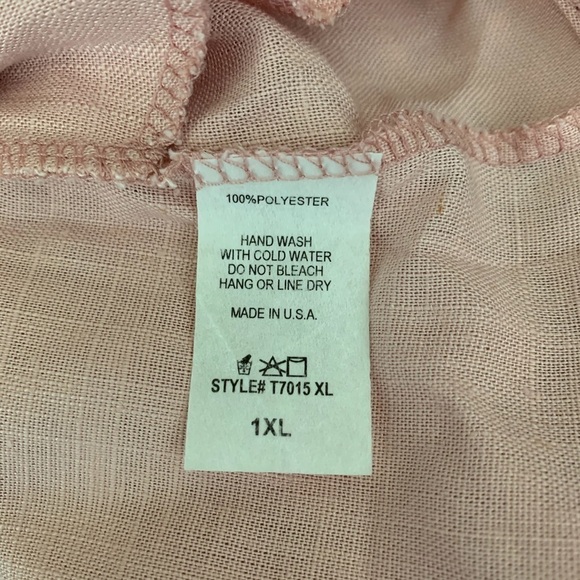 100%POLYESTER
HAND WASH
WITH COLD WATER
DO NOT BLEACH
HANG OR LINE DRY
MADE IN U.S.A.
STYLE# T7015 XL
1XL